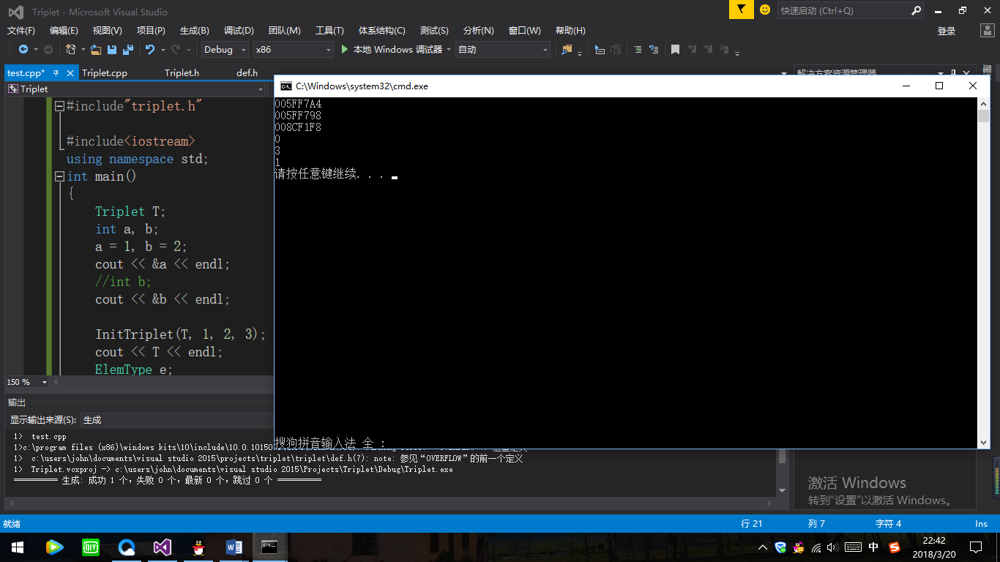 Triplet - Microsoft Visual Studio
快速启动 (Ctrl+Q)
文件(F) 编辑(E) 视图(V) 项目(P) 生成(B) 调试(D) 团队(M) 工具(T) 体系结构(C) 测试(S) 分析(N) 窗口(W) 帮助(H)
登录
Debug x86 本地 Windows 调试器 自动
test.cpp* Triplet.cpp Triplet.h def.h
解决方案资源管理器
Triplet
#include"triplet.h"
#include<iostream>
using namespace std;
int main()
{
Triplet T;
int a, b;
a = 1, b = 2;
cout << &a << endl;
//int b;
cout << &b << endl;
InitTriplet(T, 1, 2, 3);
cout << T << endl;
ElemType e;
150 %
C:\Windows\system32\cmd.exe
005FF7A4
005FF798
008CF1F8
0
3
1
请按任意键继续. . .
搜狗拼音输入法 全 :
输出
显示输出来源(S): 生成
1> test.cpp
1>c:\program files (x86)\windows kits\10\include\10.0.10150
1> c:\users\john\documents\visual studio 2015\projects\triplet\triplet\def.h(7): note: 参见“OVERFLOW”的前一个定义
1> Triplet.vcxproj -> c:\users\john\documents\visual studio 2015\Projects\Triplet\Debug\Triplet.exe
========== 生成: 成功 1 个，失败 0 个，最新 0 个，跳过 0 个 ==========
激活 Windows
转到“设置”以激活 Windows。
就绪 行 21 列 7 字符 4 Ins
DIY
W
中
S
22:42
2018/3/20